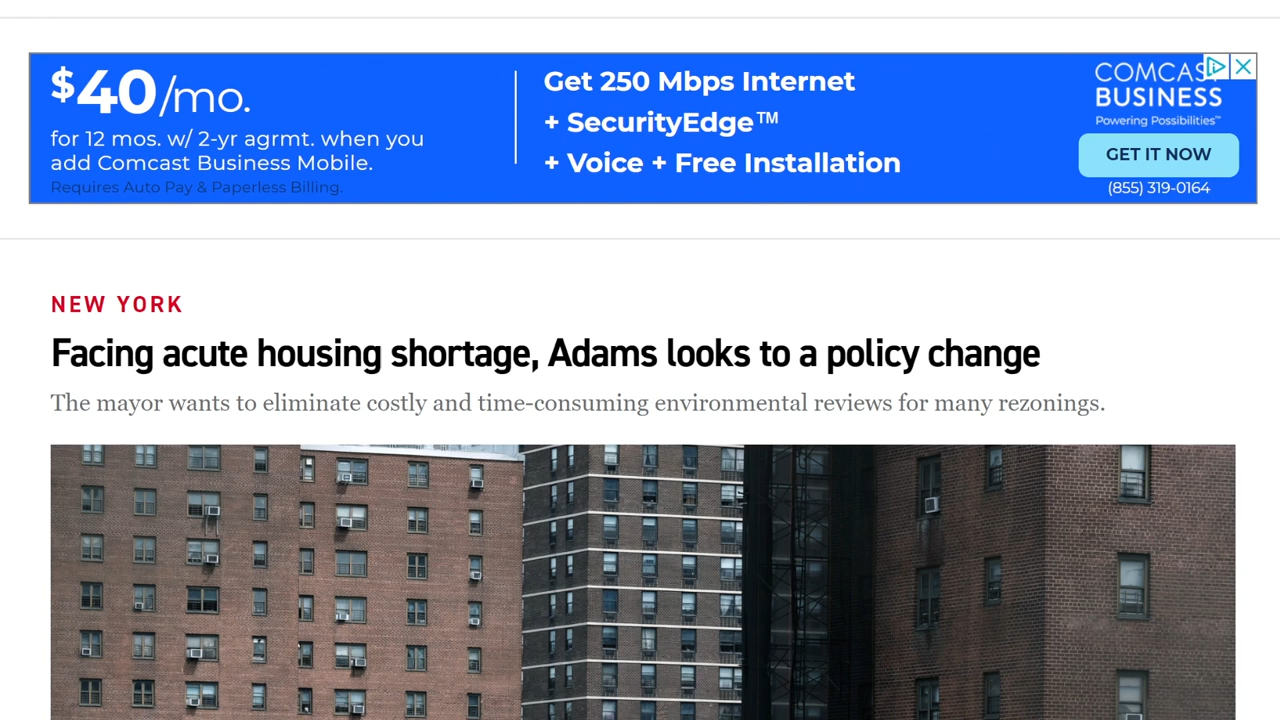 $40/mo.
for 12 mos. w/ 2-yr agrmt. when you
add Comcast Business Mobile.
Requires Auto Pay & Paperless Billing.
Get 250 Mbps Internet
+ SecurityEdge™
+ Voice + Free Installation
COMCAST
BUSINESS
Powering Possibilities™
GET IT NOW
(855) 319-0164
NEW YORK
Facing acute housing shortage, Adams looks to a policy change
The mayor wants to eliminate costly and time-consuming environmental reviews for many rezonings.